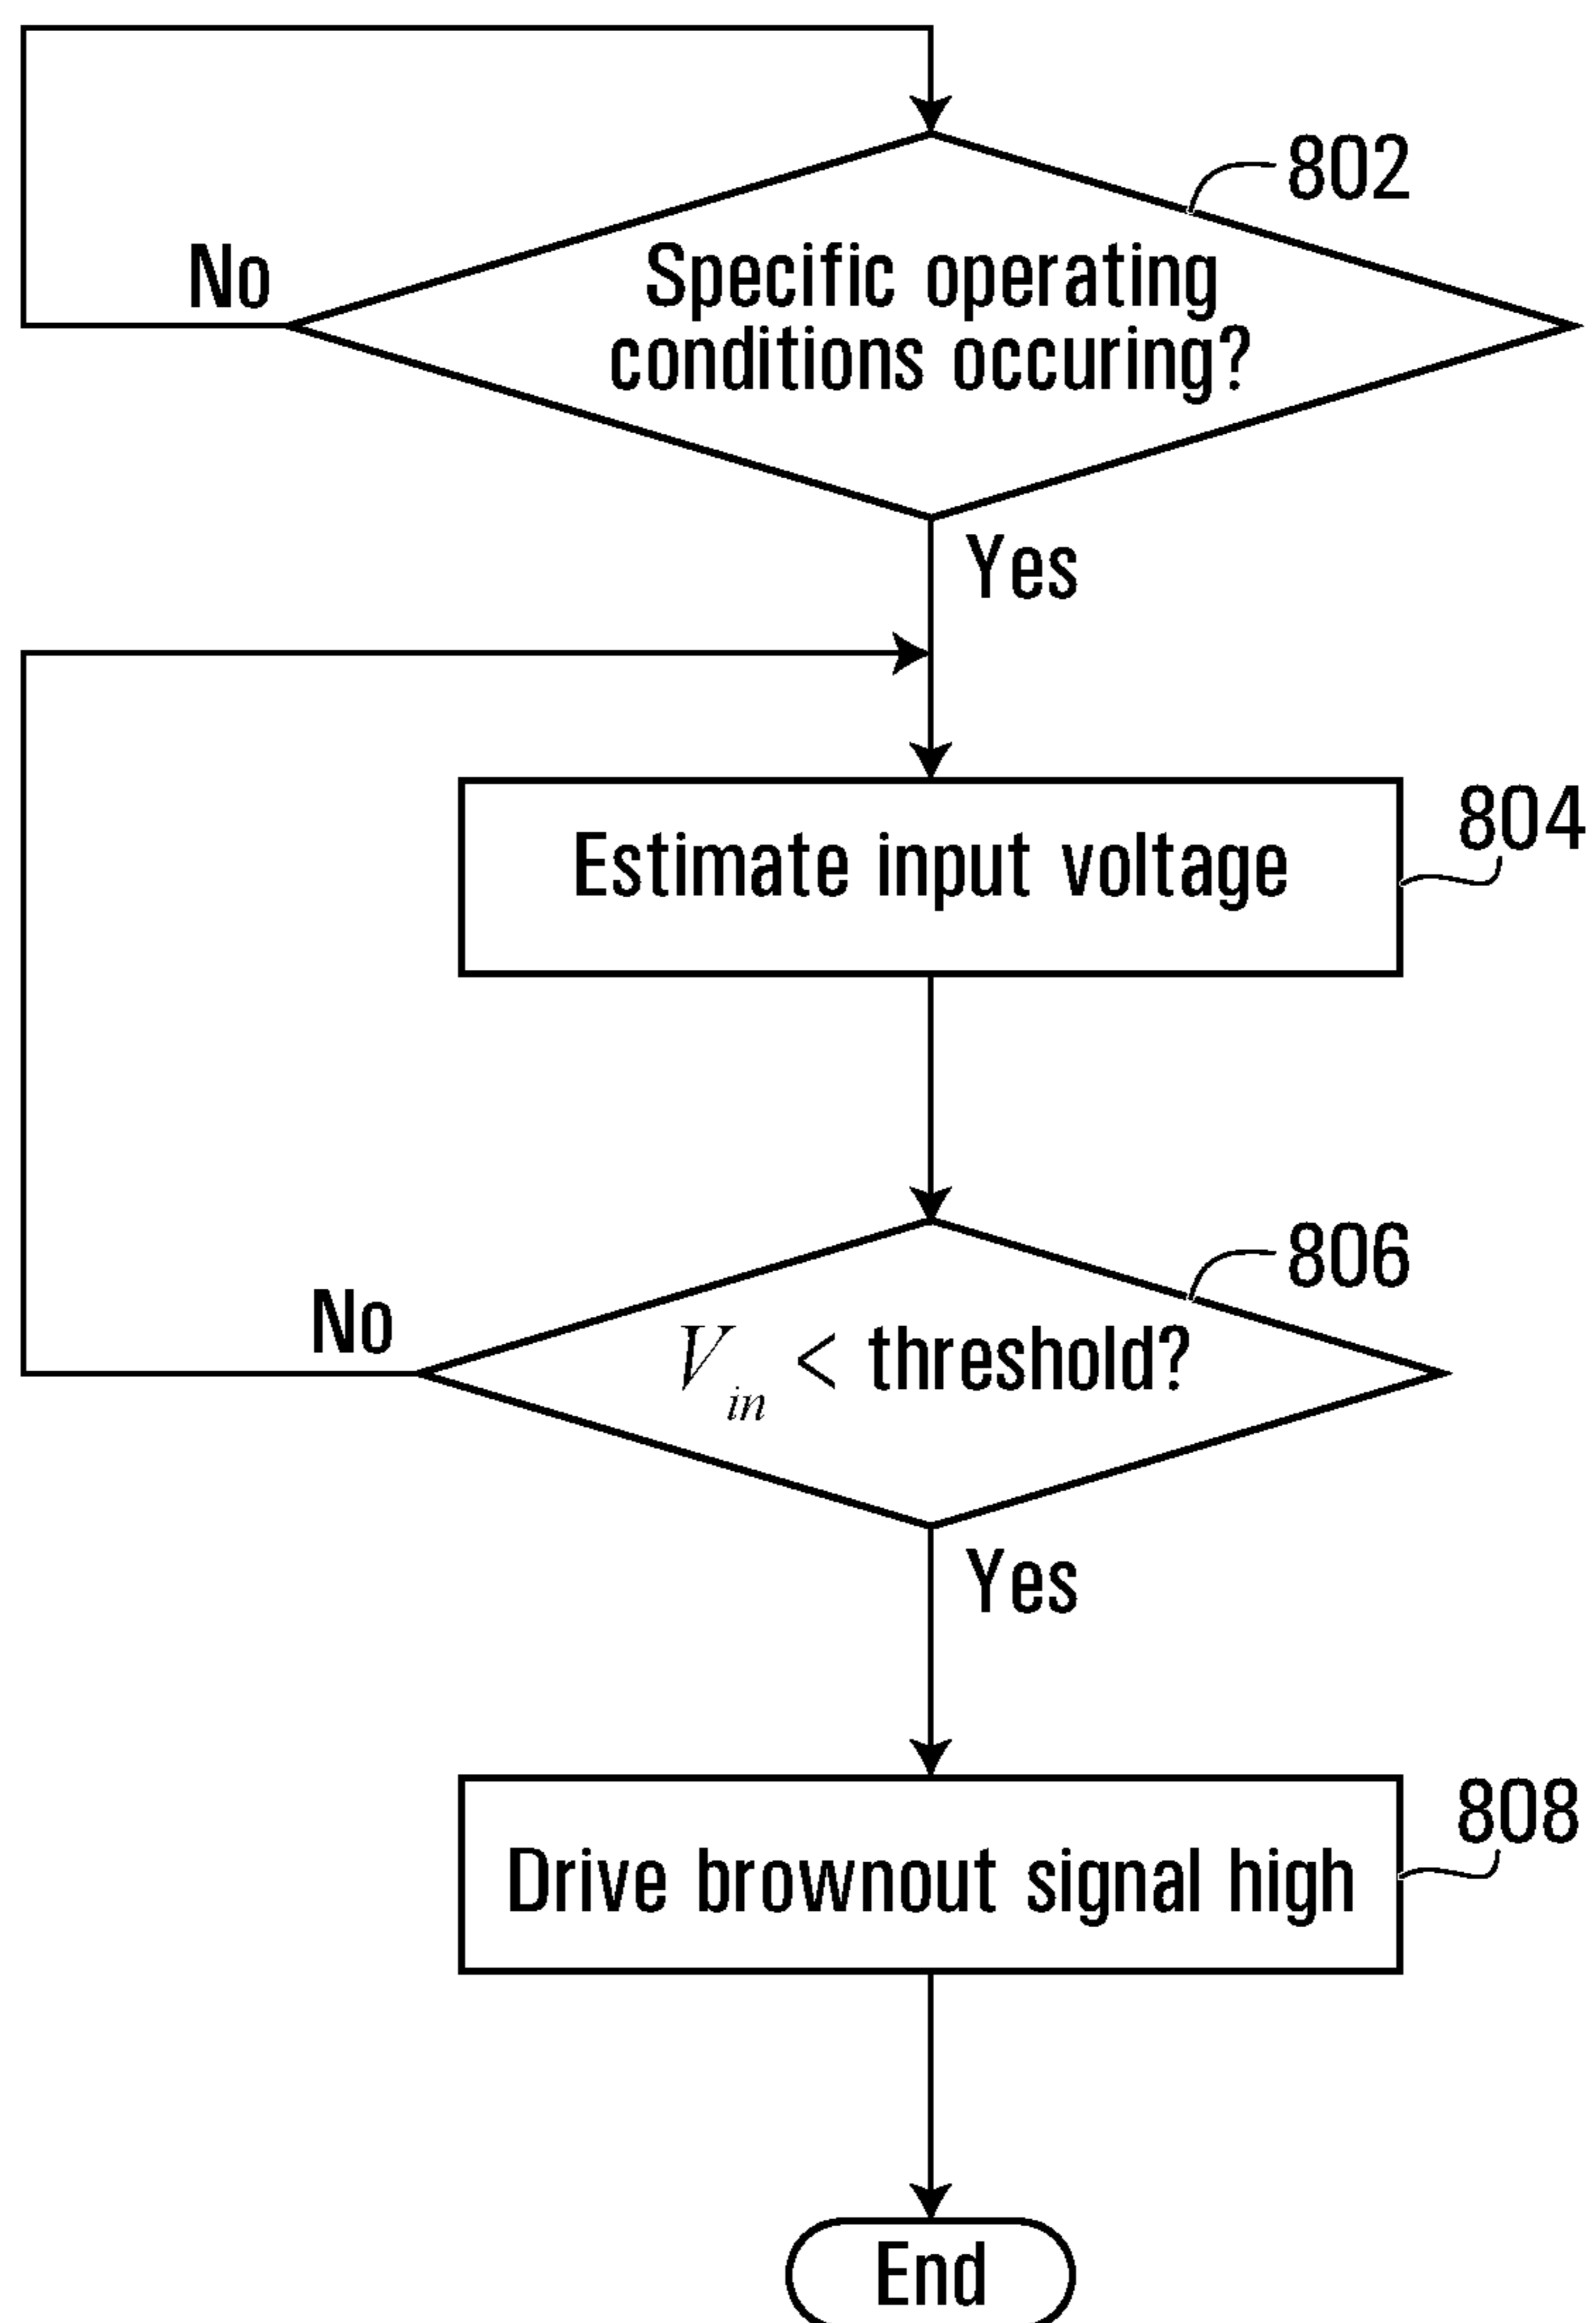 802
Specific operating
conditions occuring?
No
Yes
Estimate input voltage
804
806
V_in < threshold?
No
Yes
Drive brownout signal high
808
End